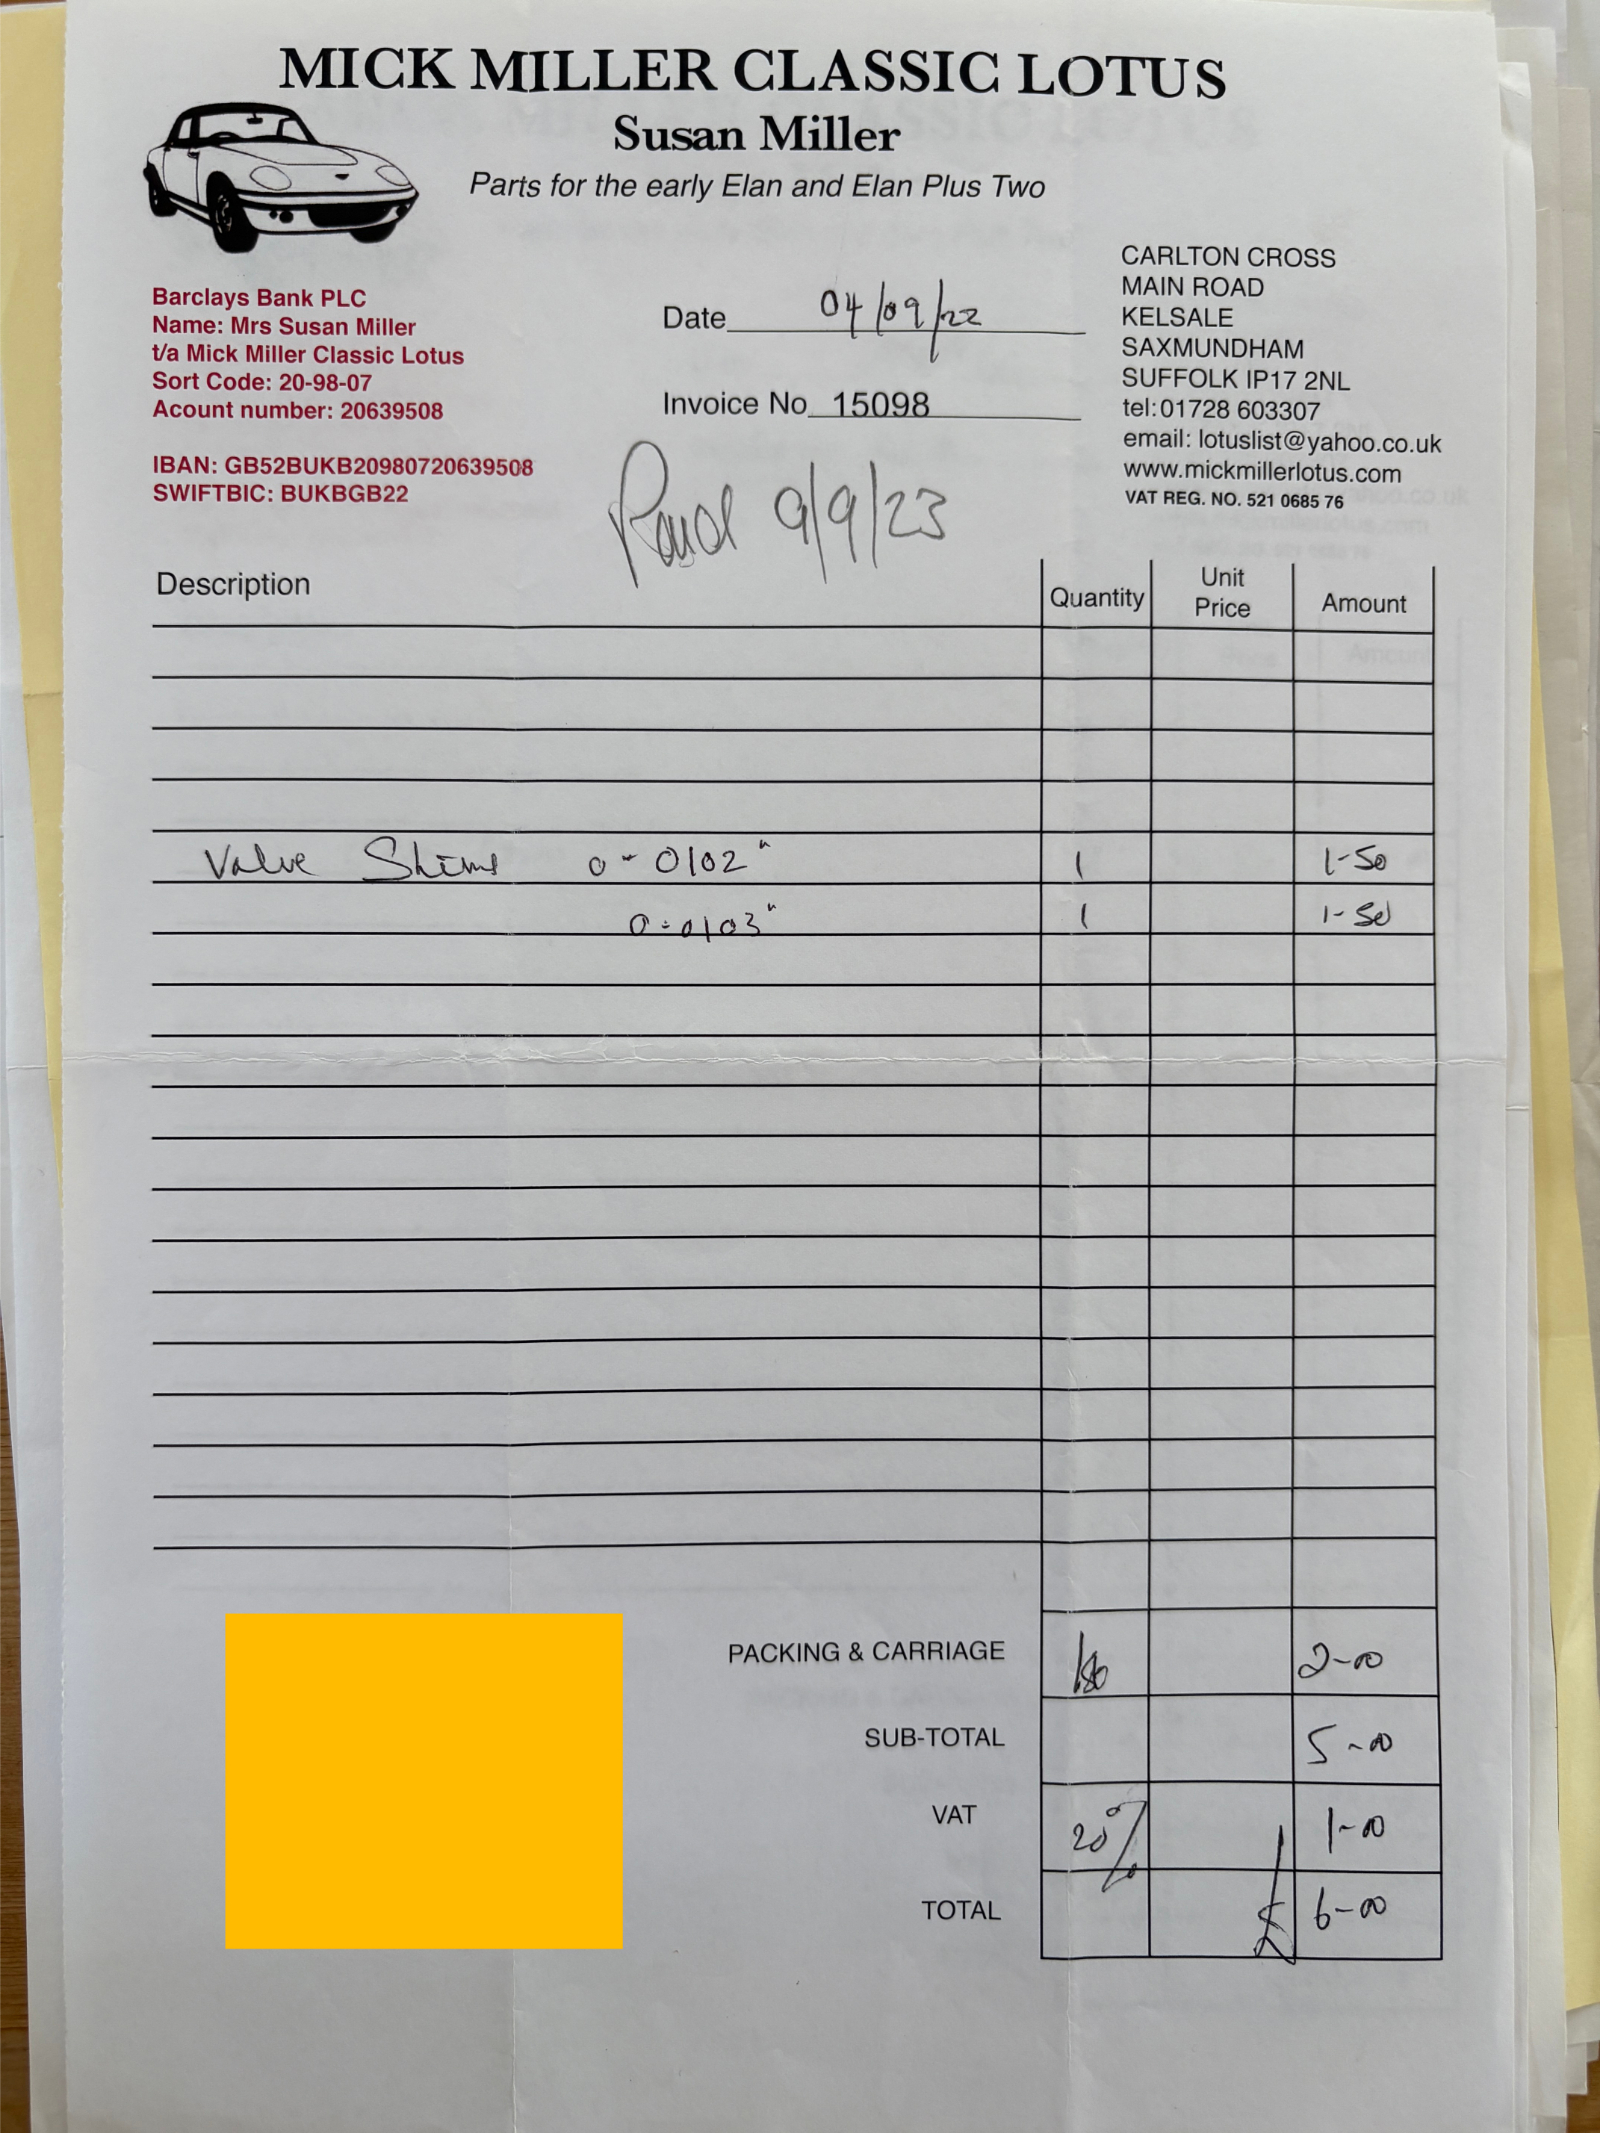 MICK MILLER CLASSIC LOTUS
Susan Miller
Parts for the early Elan and Elan Plus Two
Barclays Bank PLC
Name: Mrs Susan Miller
t/a Mick Miller Classic Lotus
Sort Code: 20-98-07
Acount number: 20639508
IBAN: GB52BUKB20980720639508
SWIFTBIC: BUKBGB22
Date 04/09/22
Invoice No 15098
CARLTON CROSS
MAIN ROAD
KELSALE
SAXMUNDHAM
SUFFOLK IP17 2NL
tel:01728 603307
email: lotuslist@yahoo.co.uk
www.mickmillerlotus.com
VAT REG. NO. 521 0685 76
9/9/23
Description Quantity Unit Price Amount
Valve Shims 0-0102" 1 1-50
0-0103" 1 1-50
PACKING & CARRIAGE 2-00
SUB-TOTAL 5-00
VAT 20% 1-00
TOTAL £ 6-00